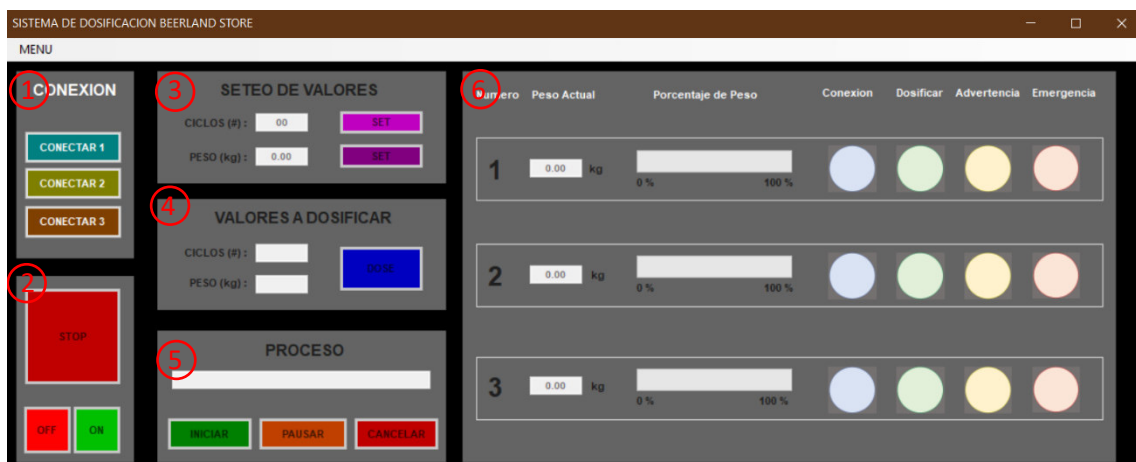 SISTEMA DE DOSIFICACION BEERLAND STORE
MENU
1
CONEXION
CONECTAR 1
CONECTAR 2
CONECTAR 3
2
STOP
OFF ON
3
SETEO DE VALORES
CICLOS (#) : 00 SET
PESO (kg) : 0.00 SET
4
VALORES A DOSIFICAR
CICLOS (#) :
DOSE
PESO (kg) :
5
PROCESO
INICIAR PAUSAR CANCELAR
6
Numero Peso Actual Porcentaje de Peso Conexion Dosificar Advertencia Emergencia
1 0.00 kg
0 % 100 %
2 0.00 kg
0 % 100 %
3 0.00 kg
0 % 100 %